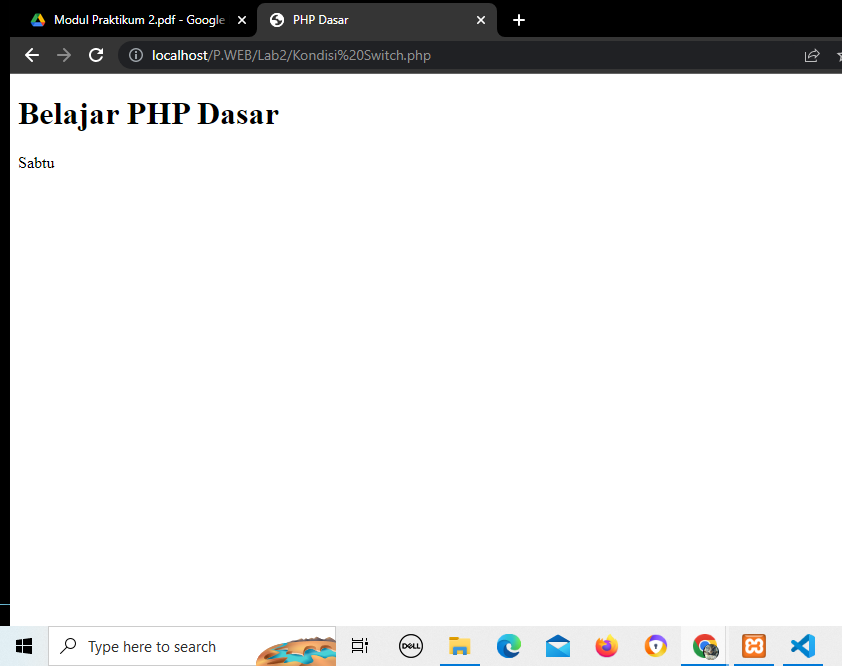 Modul Praktikum 2.pdf - Google
PHP Dasar
localhost/P.WEB/Lab2/Kondisi%20Switch.php
Belajar PHP Dasar
Sabtu
Type here to search
DELL